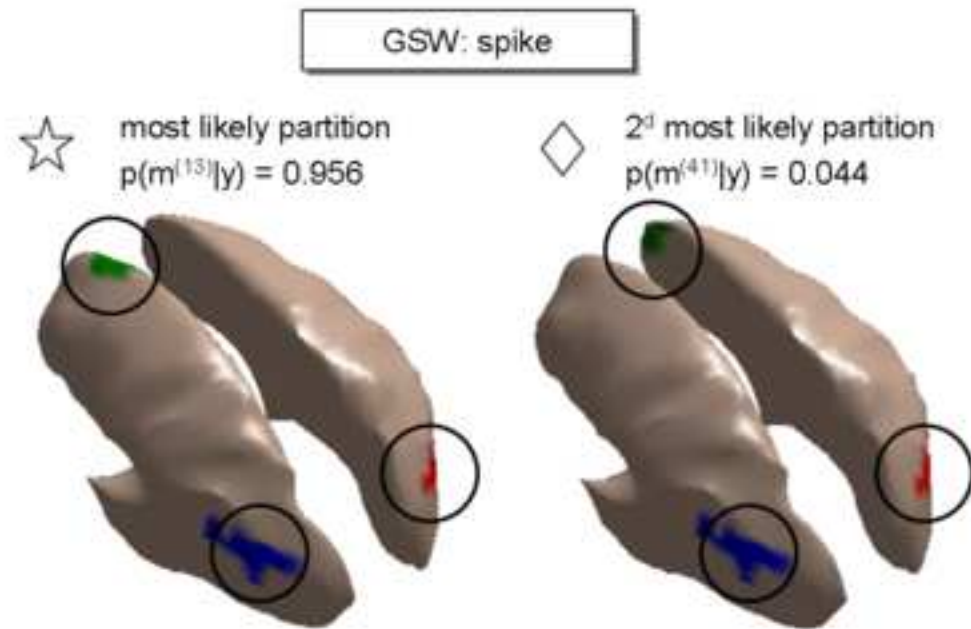 GSW: spike
most likely partition
p(m⁽¹³⁾|y) = 0.956
2ᵈ most likely partition
p(m⁽⁴¹⁾|y) = 0.044